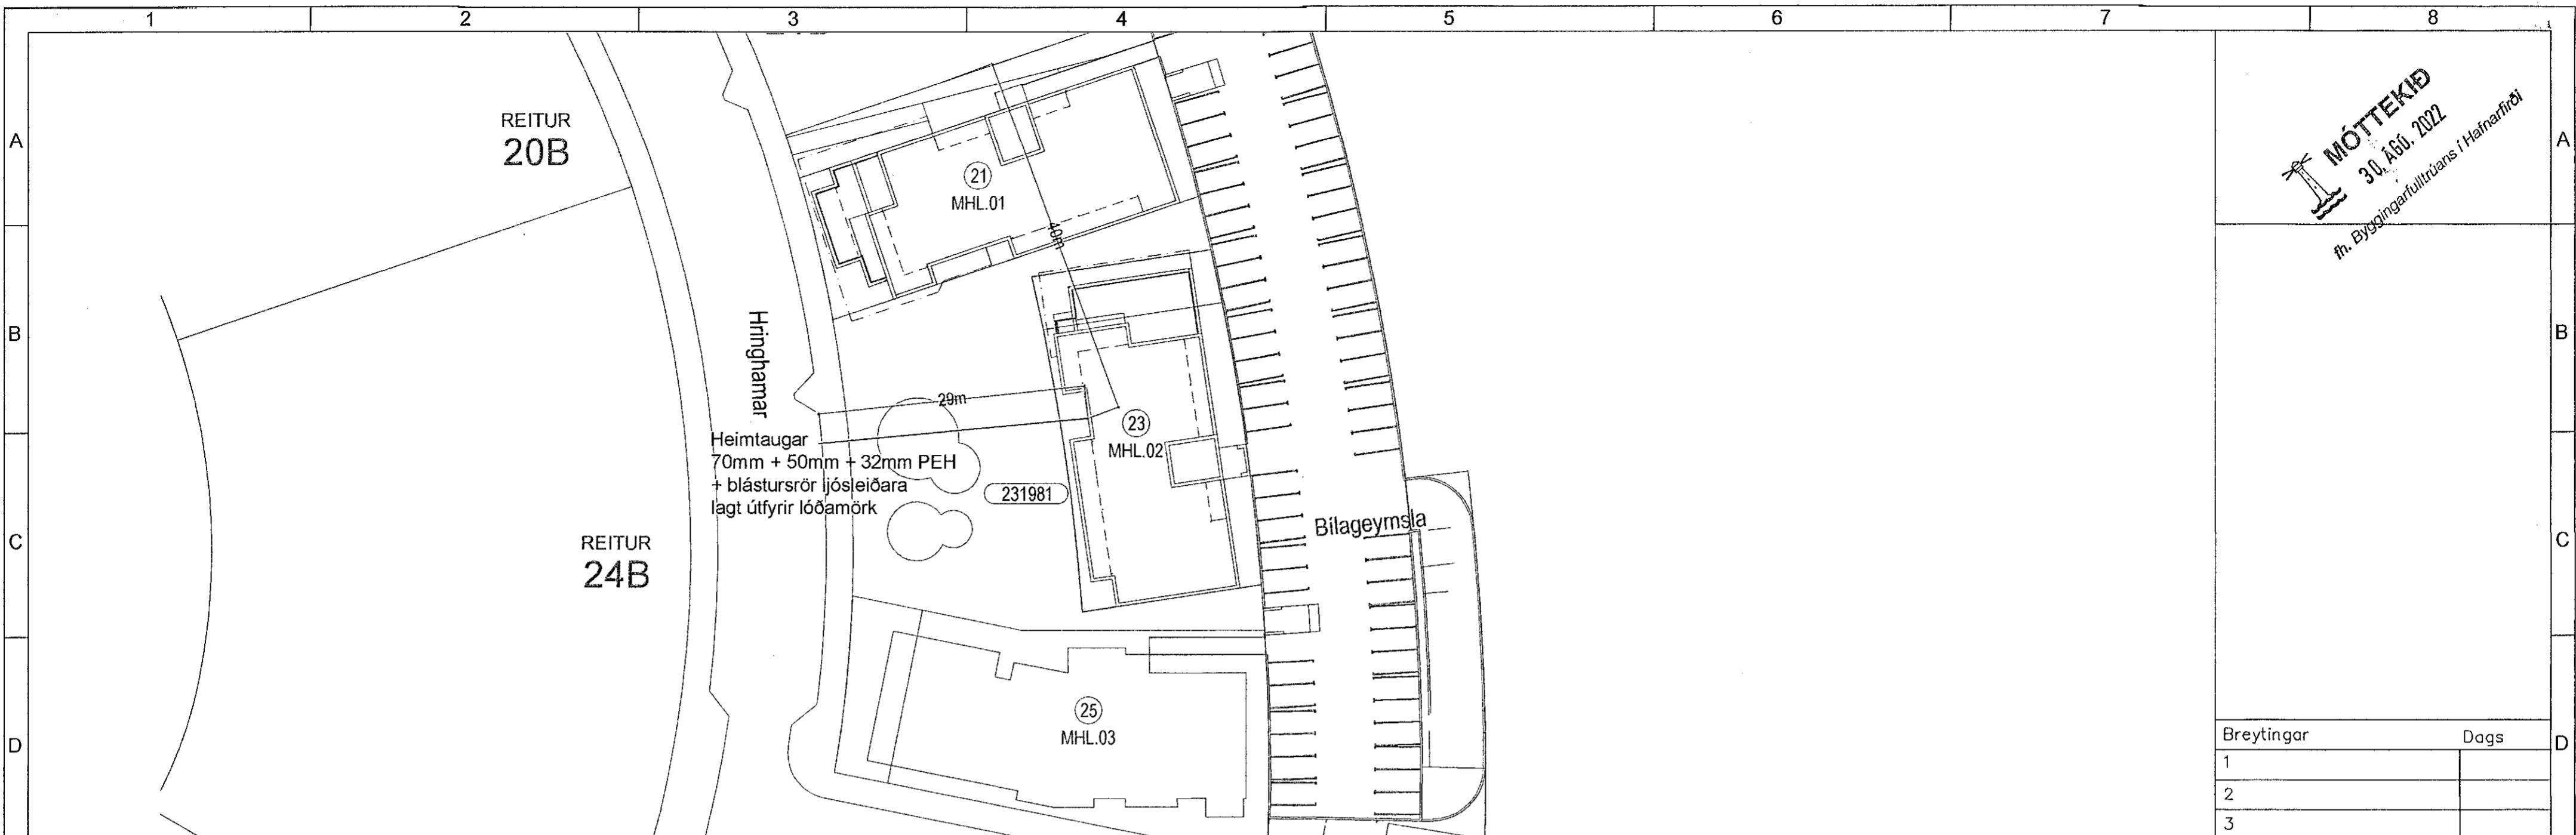 1 2 3 4 5 6 7 8
A
B
C
D
REITUR
20B
REITUR
24B
Hringhamar
21
MHL.01
40m
29m
23
MHL.02
Heimtaugar
70mm + 50mm + 32mm PEH
+ blástursrör ljósleiðara
lagt útfyrir lóðamörk
231981
Bílageymsla
25
MHL.03
MÓTTEKIÐ
30. ÁGÚ. 2022
fh. Byggingarfulltrúans í Hafnarfirði
A
B
C
D
Breytingar Dags
1
2
3